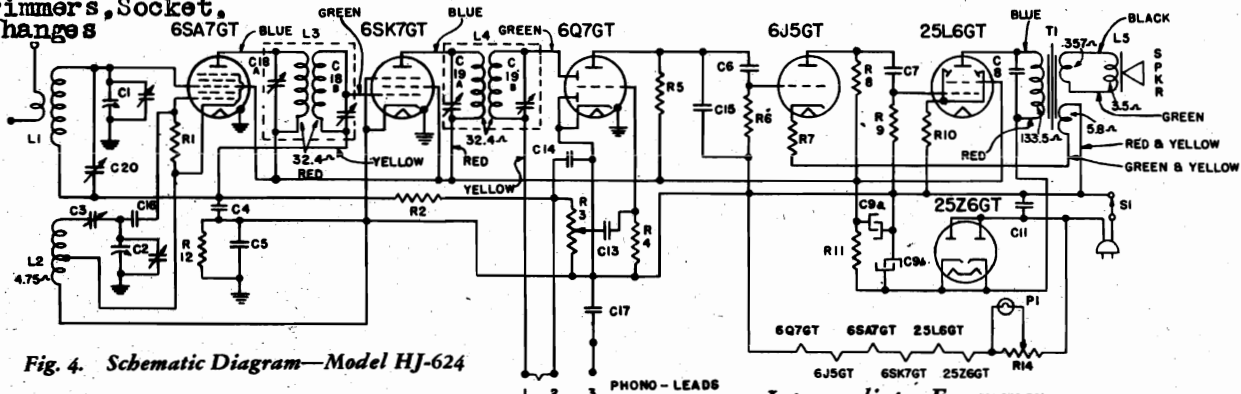 rimmers, Socket,
hanges
GREEN
BLUE
6SA7GT
6SK7GT
6Q7GT
6J5GT
25L6GT
BLUE
L3
BLUE
L4
GREEN
BLUE
T1
BLACK
.357Ω
L5
SPKR
C18A
C18B
GREEN
C19A
C19B
C1
L1
R1
C20
C6
R5
C15
R6
R7
R8
C7
R9
R10
C8
RED
133.5Ω
3.5Ω
GREEN
5.8Ω
RED & YELLOW
GREEN & YELLOW
32.4Ω
RED
YELLOW
32.4Ω
RED
YELLOW
C14
C3
C16
C2
L2
4.75Ω
C4
R12
C5
R2
R3
C13
R4
C17
C9a
R11
C9b
25Z6GT
C11
S1
P1
6Q7GT
6SA7GT
25L6GT
6J5GT
6SK7GT
25Z6GT
R14
Fig. 4. Schematic Diagram—Model HJ-624
1 2 3 PHONO-LEADS